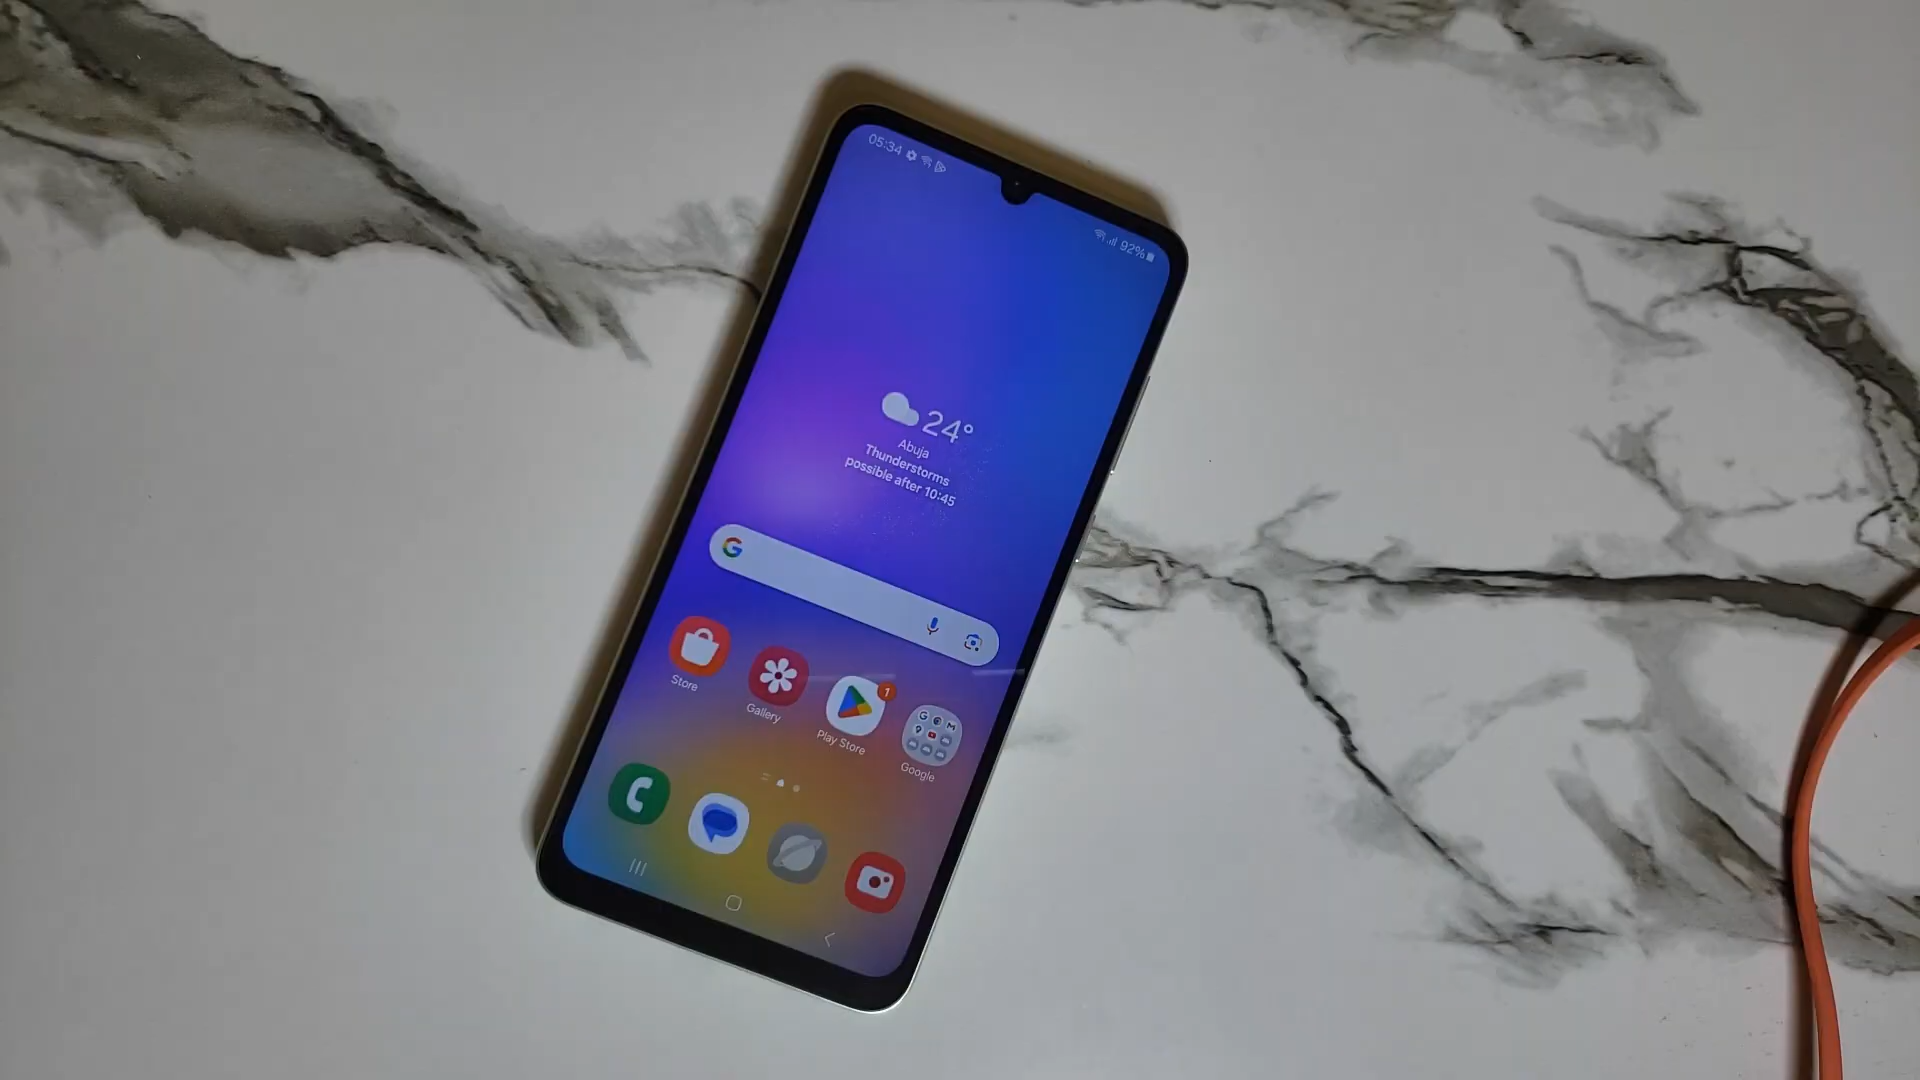 05:34
92%
24°
Abuja
Thunderstorms
possible after 10:45
Store
Gallery
1
Play Store
Google